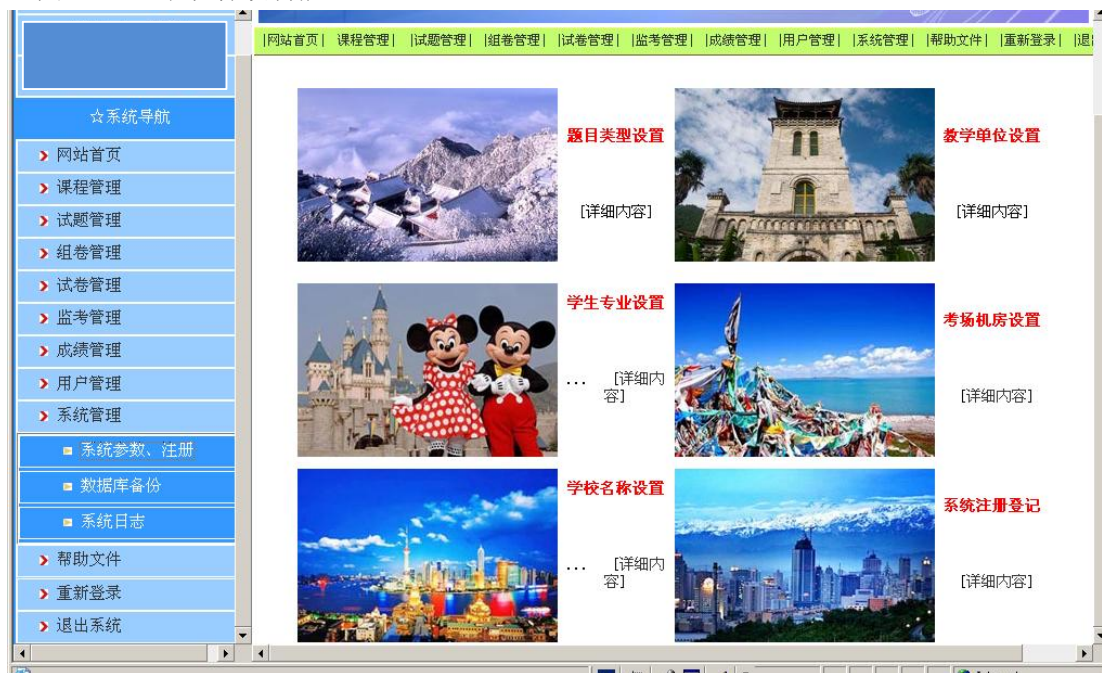 |网站首页| 课程管理| |试题管理| |组卷管理| |试卷管理| |监考管理| |成绩管理| |用户管理| |系统管理| |帮助文件| |重新登录|
☆系统导航
网站首页
课程管理
试题管理
组卷管理
试卷管理
监考管理
成绩管理
用户管理
系统管理
系统参数、注册
数据库备份
系统日志
帮助文件
重新登录
退出系统
题目类型设置
[详细内容]
教学单位设置
[详细内容]
学生专业设置
... [详细内
容]
考场机房设置
[详细内容]
学校名称设置
... [详细内
容]
系统注册登记
[详细内容]